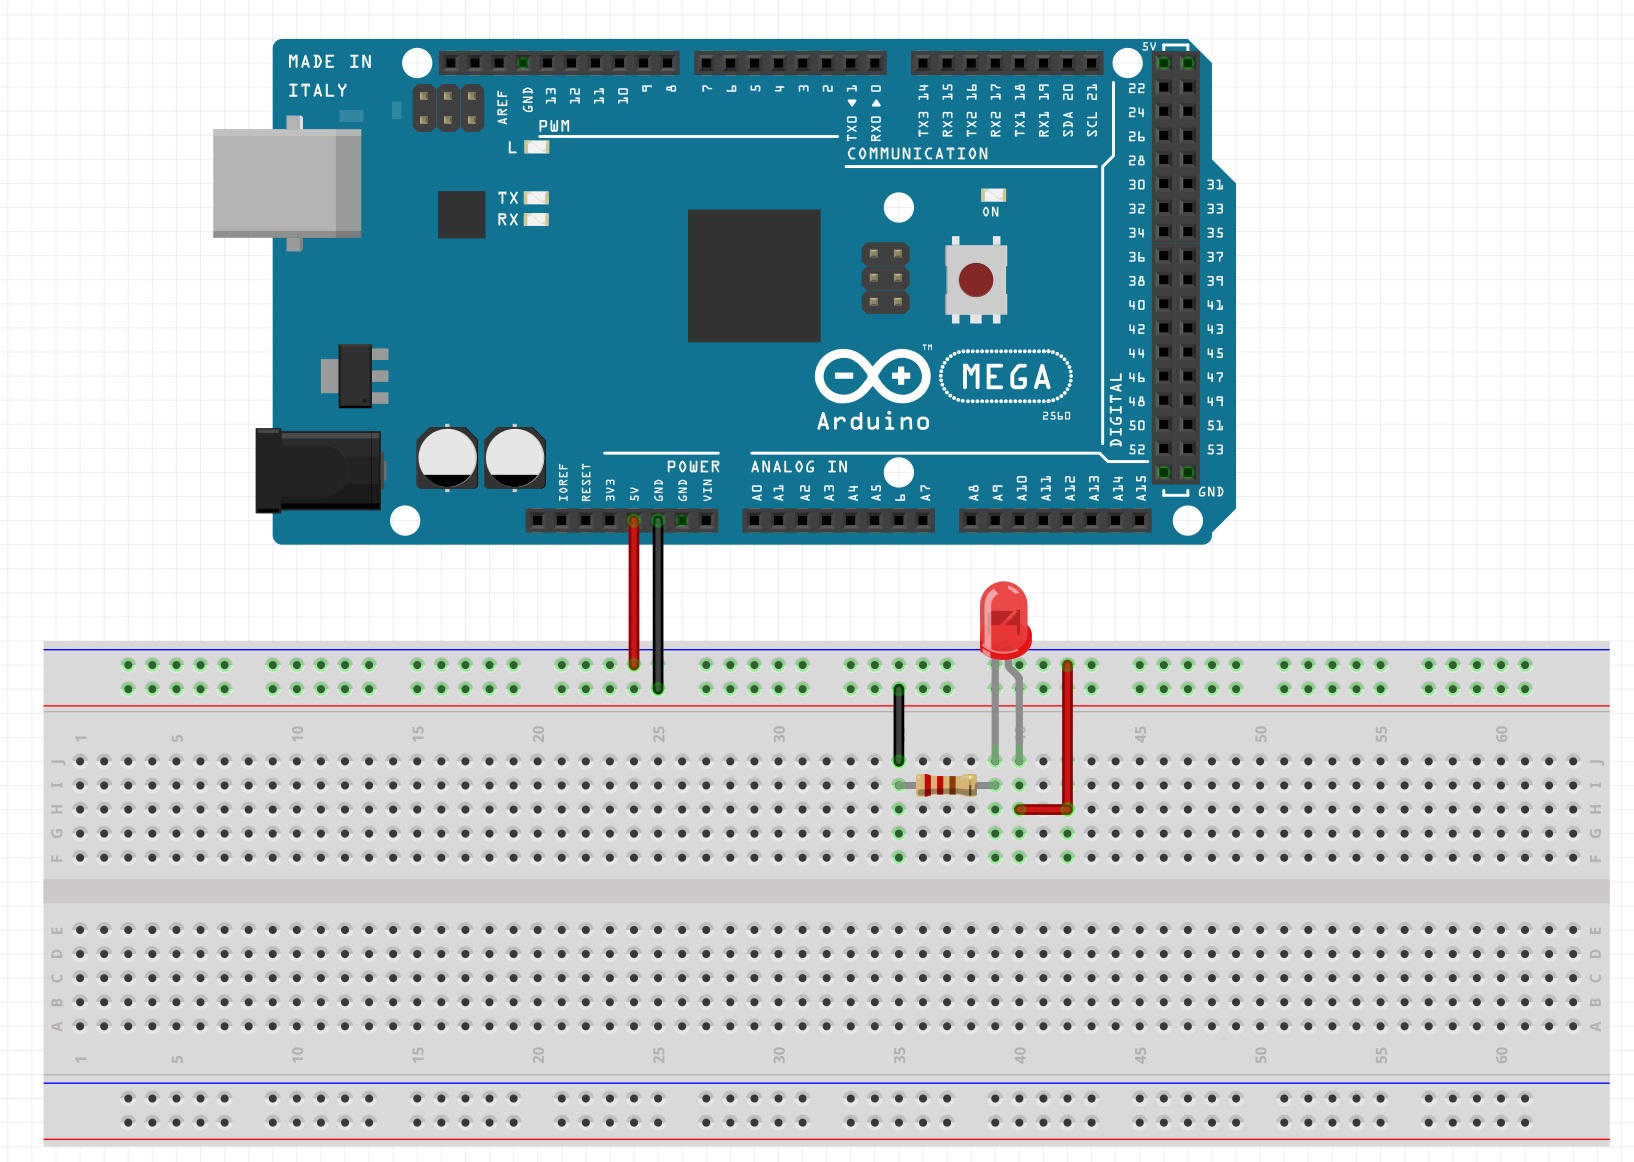 MADE IN
ITALY
AREF GND 13 12 11 10 9 8 7 6 5 4 3 2 TX0 ◀ 1 RX0 ▶ 0 TX3 14 RX3 15 TX2 16 RX2 17 TX1 18 RX1 19 SDA 20 SCL 21
5V
PWM
COMMUNICATION
L
TX
RX
ON
22
24
26
28
30 31
32 33
34 35
36 37
38 39
40 41
42 43
44 45
46 47
48 49
50 51
52 53
GND
DIGITAL
TM
MEGA
2560
Arduino
POWER
ANALOG IN
IOREF RESET 3V3 5V GND GND VIN A0 A1 A2 A3 A4 A5 6 A7 A8 A9 A10 A11 A12 A13 A14 A15
1 5 10 15 20 25 30 35 40 45 50 55 60
J J
I I
H H
G G
F F
E E
D D
C C
B B
A A
1 5 10 15 20 25 30 35 40 45 50 55 60